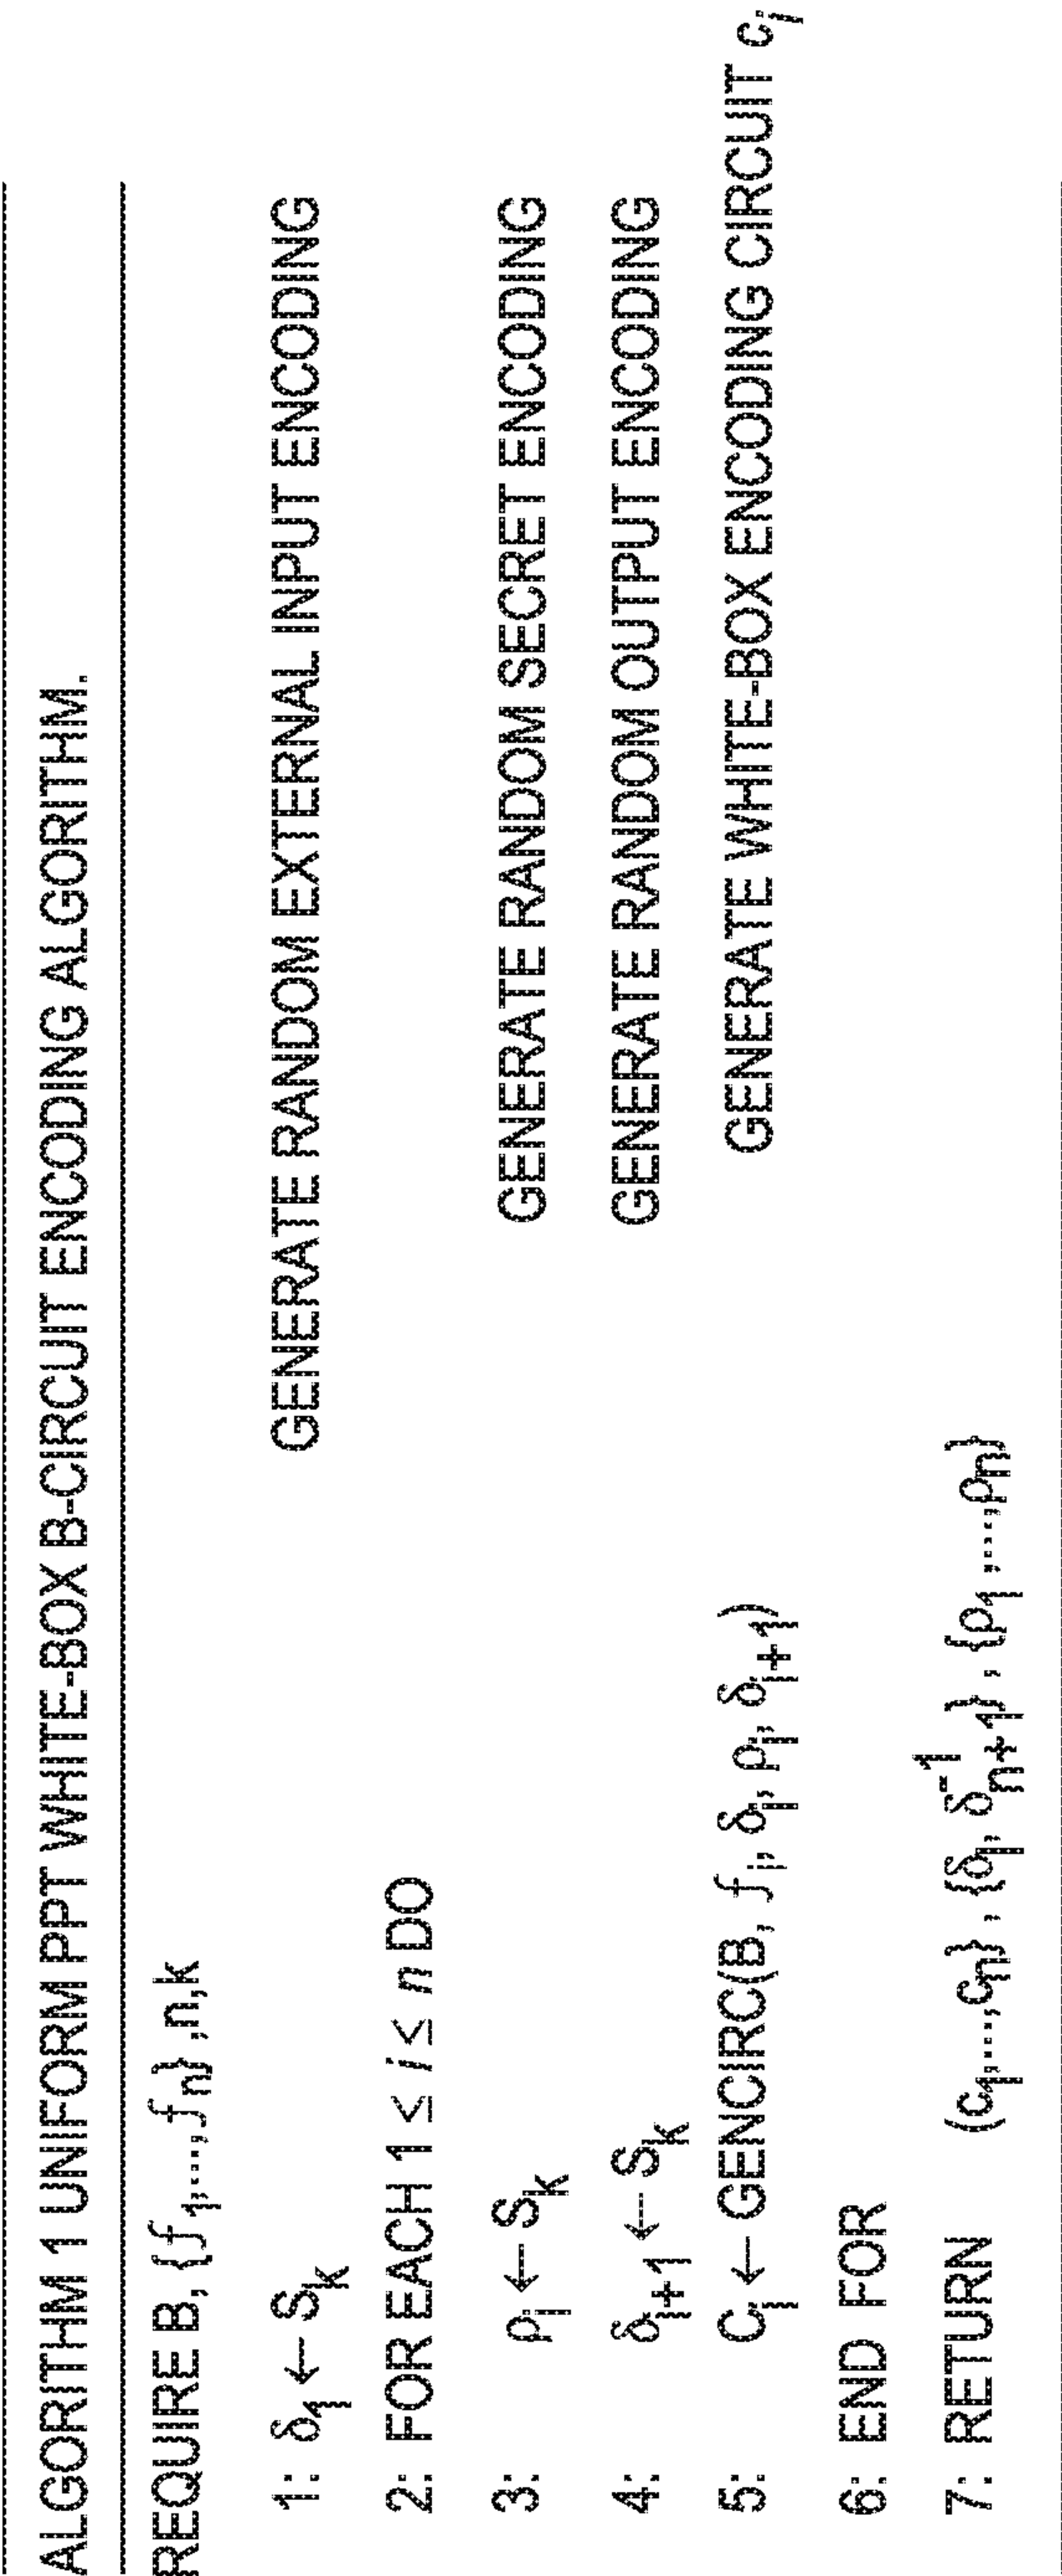 ALGORITHM 1 UNIFORM PPT WHITE-BOX B-CIRCUIT ENCODING ALGORITHM.
REQUIRE B, {f₁,...,fₙ} ,n,k
1: δ₁ ← Sₖ GENERATE RANDOM EXTERNAL INPUT ENCODING
2: FOR EACH 1 ≤ i ≤ n DO
3: ρᵢ ← Sₖ GENERATE RANDOM SECRET ENCODING
4: δᵢ₊₁ ← Sₖ GENERATE RANDOM OUTPUT ENCODING
5: Cᵢ ← GENCIRC(B, fᵢ, δᵢ, ρᵢ, δᵢ₊₁) GENERATE WHITE-BOX ENCODING CIRCUIT cᵢ
6: END FOR
7: RETURN (c₁,...,cₙ} , {δᵢ, δₙ₊₁⁻¹} , {ρ₁ ,...,ρₙ}